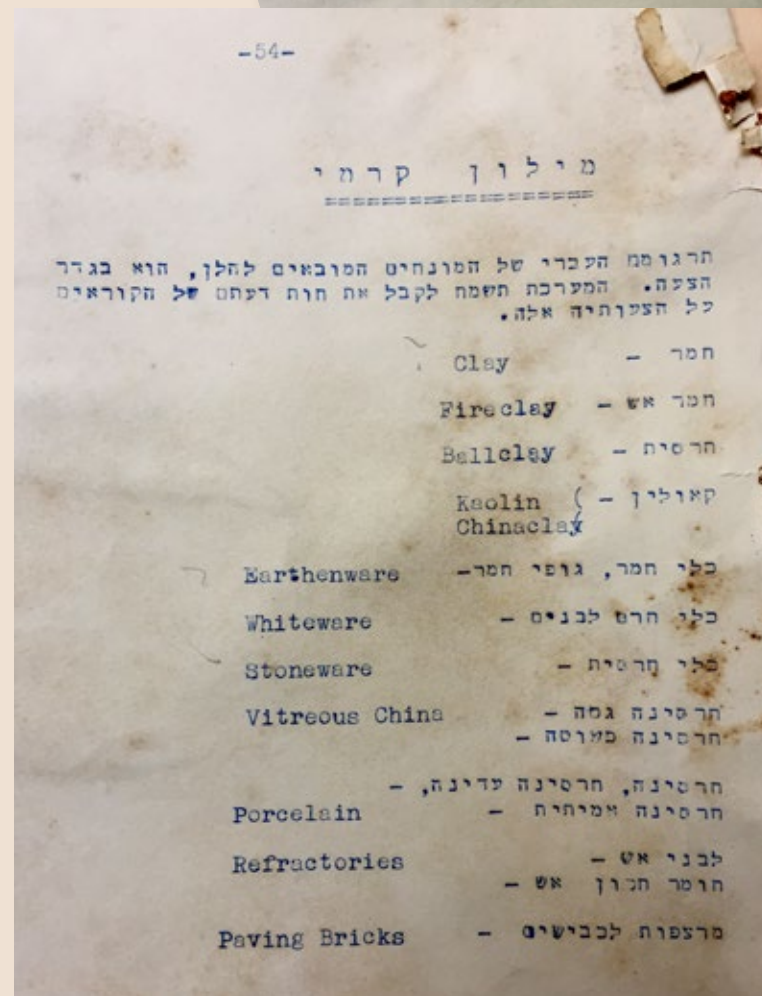 -54-
מילון קרמי
תרגומם העברי של המונחים המובאים להלן, הוא בגדר
הצעה. המערכת תשמח לקבל את חות דעתם של הקוראים
על הצעותיה אלה.
חמר - Clay
חמר אש - Fireclay
חרסית - Ballclay
קאולין - ( Kaolin
Chinaclay
כלי חמר, גופי חמר- Earthenware
כלי חרס לבנים - Whiteware
כלי חרסית - Stoneware
חרסינה גסה - Vitreous China
חרסינה פשוטה -
חרסינה, חרסינה עדינה, -
חרסינה אמיתית - Porcelain
לבני אש - Refractories
חומר חסון אש -
מרצפות לכבישים - Paving Bricks